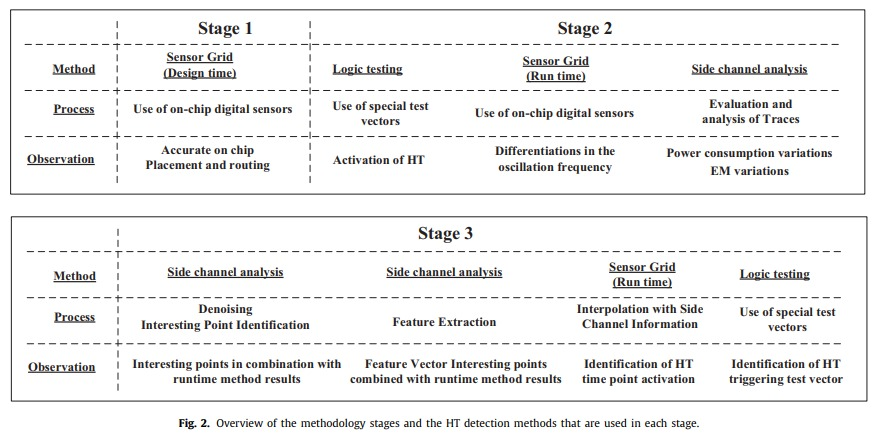 Stage 1
Stage 2
Method
Sensor Grid
(Design time)
Logic testing
Sensor Grid
(Run time)
Side channel analysis
Process
Use of on-chip digital sensors
Use of special test
vectors
Use of on-chip digital sensors
Evaluation and
analysis of Traces
Observation
Accurate on chip
Placement and routing
Activation of HT
Differentiations in the
oscillation frequency
Power consumption variations
EM variations
Stage 3
Method
Side channel analysis
Side channel analysis
Sensor Grid
(Run time)
Logic testing
Process
Denoising
Interesting Point Identification
Feature Extraction
Interpolation with Side
Channel Information
Use of special test
vectors
Observation
Interesting points in combination with
runtime method results
Feature Vector Interesting points
combined with runtime method results
Identification of HT
time point activation
Identification of HT
triggering test vector
Fig. 2. Overview of the methodology stages and the HT detection methods that are used in each stage.